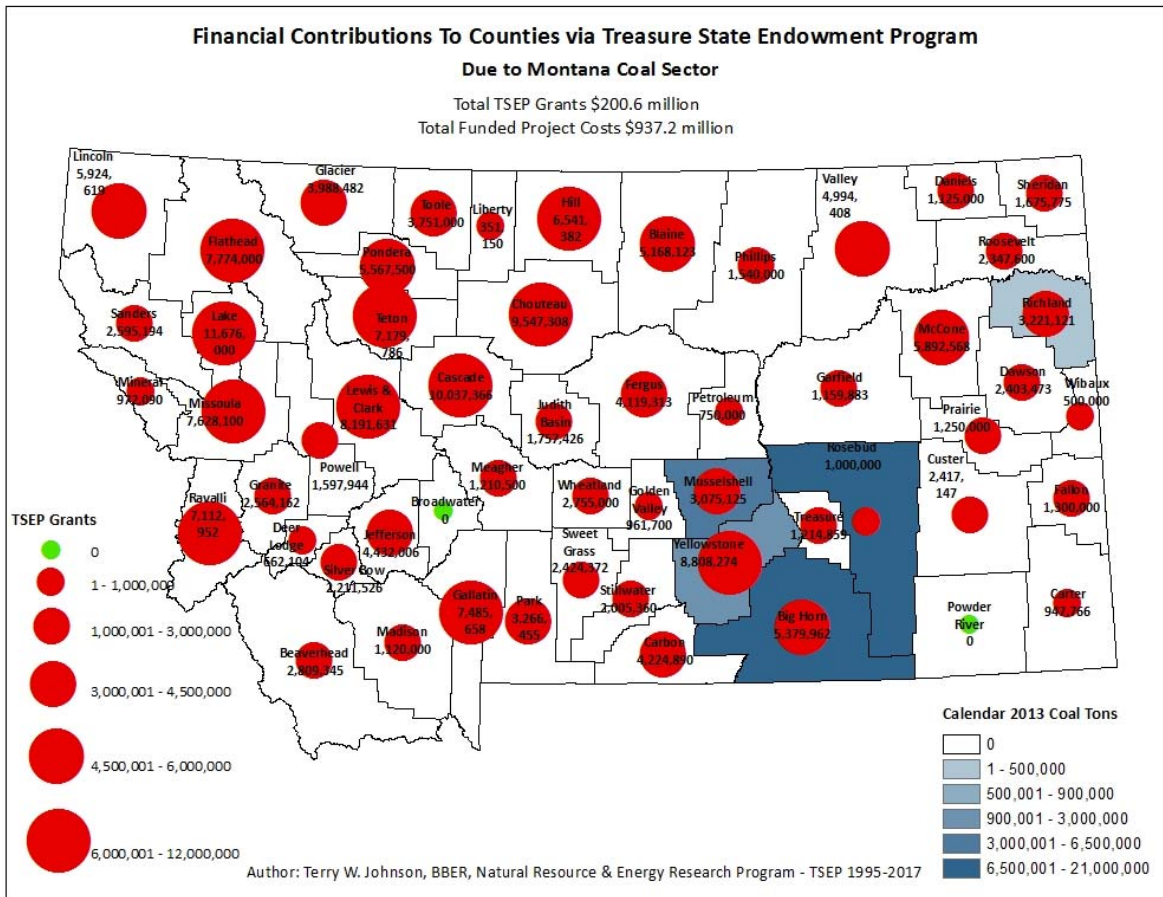 Financial Contributions To Counties via Treasure State Endowment Program
Due to Montana Coal Sector
Total TSEP Grants $200.6 million
Total Funded Project Costs $937.2 million
Lincoln
5,924,
619
Glacier
3,988,482
Toole
3,751,000
Liberty
351,
150
Hill
6,541,
382
Blaine
5,168,123
Phillips
1,540,000
Valley
4,994,
408
Daniels
1,125,000
Sheridan
1,675,775
Roosevelt
2,347,600
Flathead
7,774,000
Pondera
5,567,500
Teton
7,179,
786
Chouteau
9,547,308
Richland
3,221,121
McCone
5,892,568
Sanders
2,595,194
Lake
11,676,
000
Mineral
972,090
Missoula
7,628,100
Lewis &
Clark
8,191,631
Cascade
10,037,366
Judith
Basin
1,757,426
Fergus
4,119,313
Petroleum
750,000
Garfield
1,159,883
Dawson
2,403,473
Wibaux
500,000
Prairie
1,250,000
Rosebud
1,000,000
Custer
2,417,
147
Fallon
1,300,000
Powell
1,597,944
Granite
2,564,162
Ravalli
7,112,
952
Deer
Lodge
662,104
Silver Bow
2,211,526
Jefferson
4,432,006
Broadwater
0
Meagher
1,210,500
Wheatland
2,755,000
Golden
Valley
961,700
Musselshell
3,075,125
Treasure
1,214,859
Yellowstone
8,808,274
Sweet
Grass
2,424,372
Stillwater
2,005,360
Gallatin
7,485,
658
Park
3,266,
455
Madison
1,120,000
Beaverhead
2,809,345
Carbon
4,224,890
Big Horn
5,379,962
Powder
River
0
Carter
947,766
TSEP Grants
0
1 - 1,000,000
1,000,001 - 3,000,000
3,000,001 - 4,500,000
4,500,001 - 6,000,000
6,000,001 - 12,000,000
Calendar 2013 Coal Tons
0
1 - 500,000
500,001 - 900,000
900,001 - 3,000,000
3,000,001 - 6,500,000
6,500,001 - 21,000,000
Author: Terry W. Johnson, BBER, Natural Resource & Energy Research Program - TSEP 1995-2017